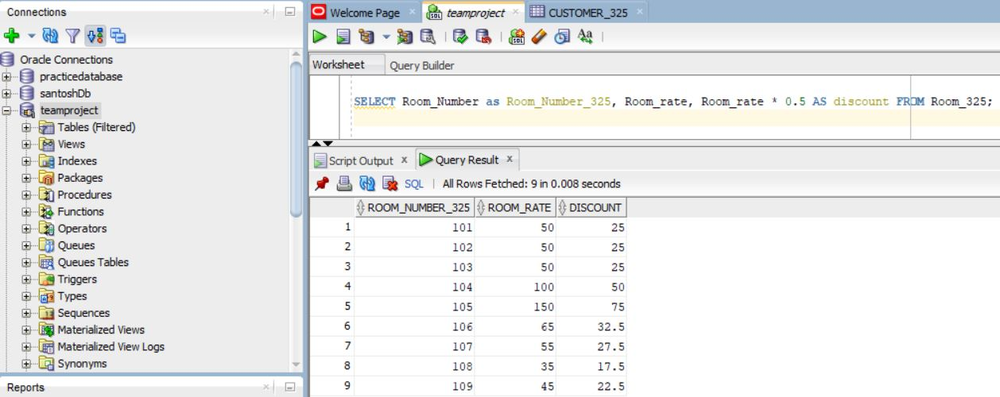 Connections
Welcome Page
teamproject
CUSTOMER_325
Oracle Connections
practicedatabase
santoshDb
teamproject
Tables (Filtered)
Views
Indexes
Packages
Procedures
Functions
Operators
Queues
Queues Tables
Triggers
Types
Sequences
Materialized Views
Materialized View Logs
Synonyms
Reports
Worksheet Query Builder
SELECT Room_Number as Room_Number_325, Room_rate, Room_rate * 0.5 AS discount FROM Room_325;
Script Output x Query Result x
SQL | All Rows Fetched: 9 in 0.008 seconds
ROOM_NUMBER_325 ROOM_RATE DISCOUNT
1 101 50 25
2 102 50 25
3 103 50 25
4 104 100 50
5 105 150 75
6 106 65 32.5
7 107 55 27.5
8 108 35 17.5
9 109 45 22.5